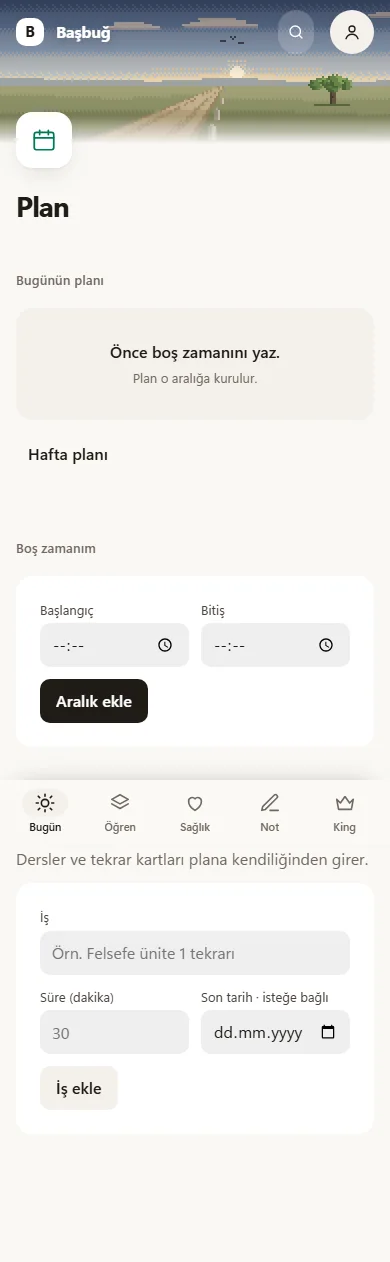 B
Başbuğ
Plan
Bugünün planı
Önce boş zamanını yaz.
Plan o aralığa kurulur.
Hafta planı
Boş zamanım
Başlangıç
Bitiş
--:--
--:--
Aralık ekle
Bugün
Öğren
Sağlık
Not
King
Dersler ve tekrar kartları plana kendiliğinden girer.
İş
Örn. Felsefe ünite 1 tekrarı
Süre (dakika)
Son tarih · isteğe bağlı
30
dd.mm.yyyy
İş ekle